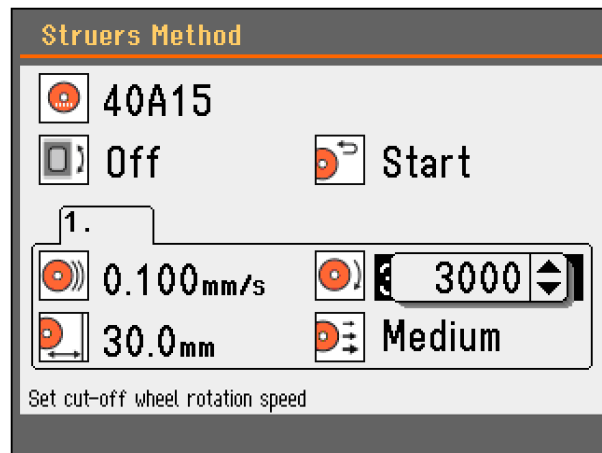 Struers Method
40A15
Off Start
1.
0.100mm/s 3000
30.0mm Medium
Set cut-off wheel rotation speed